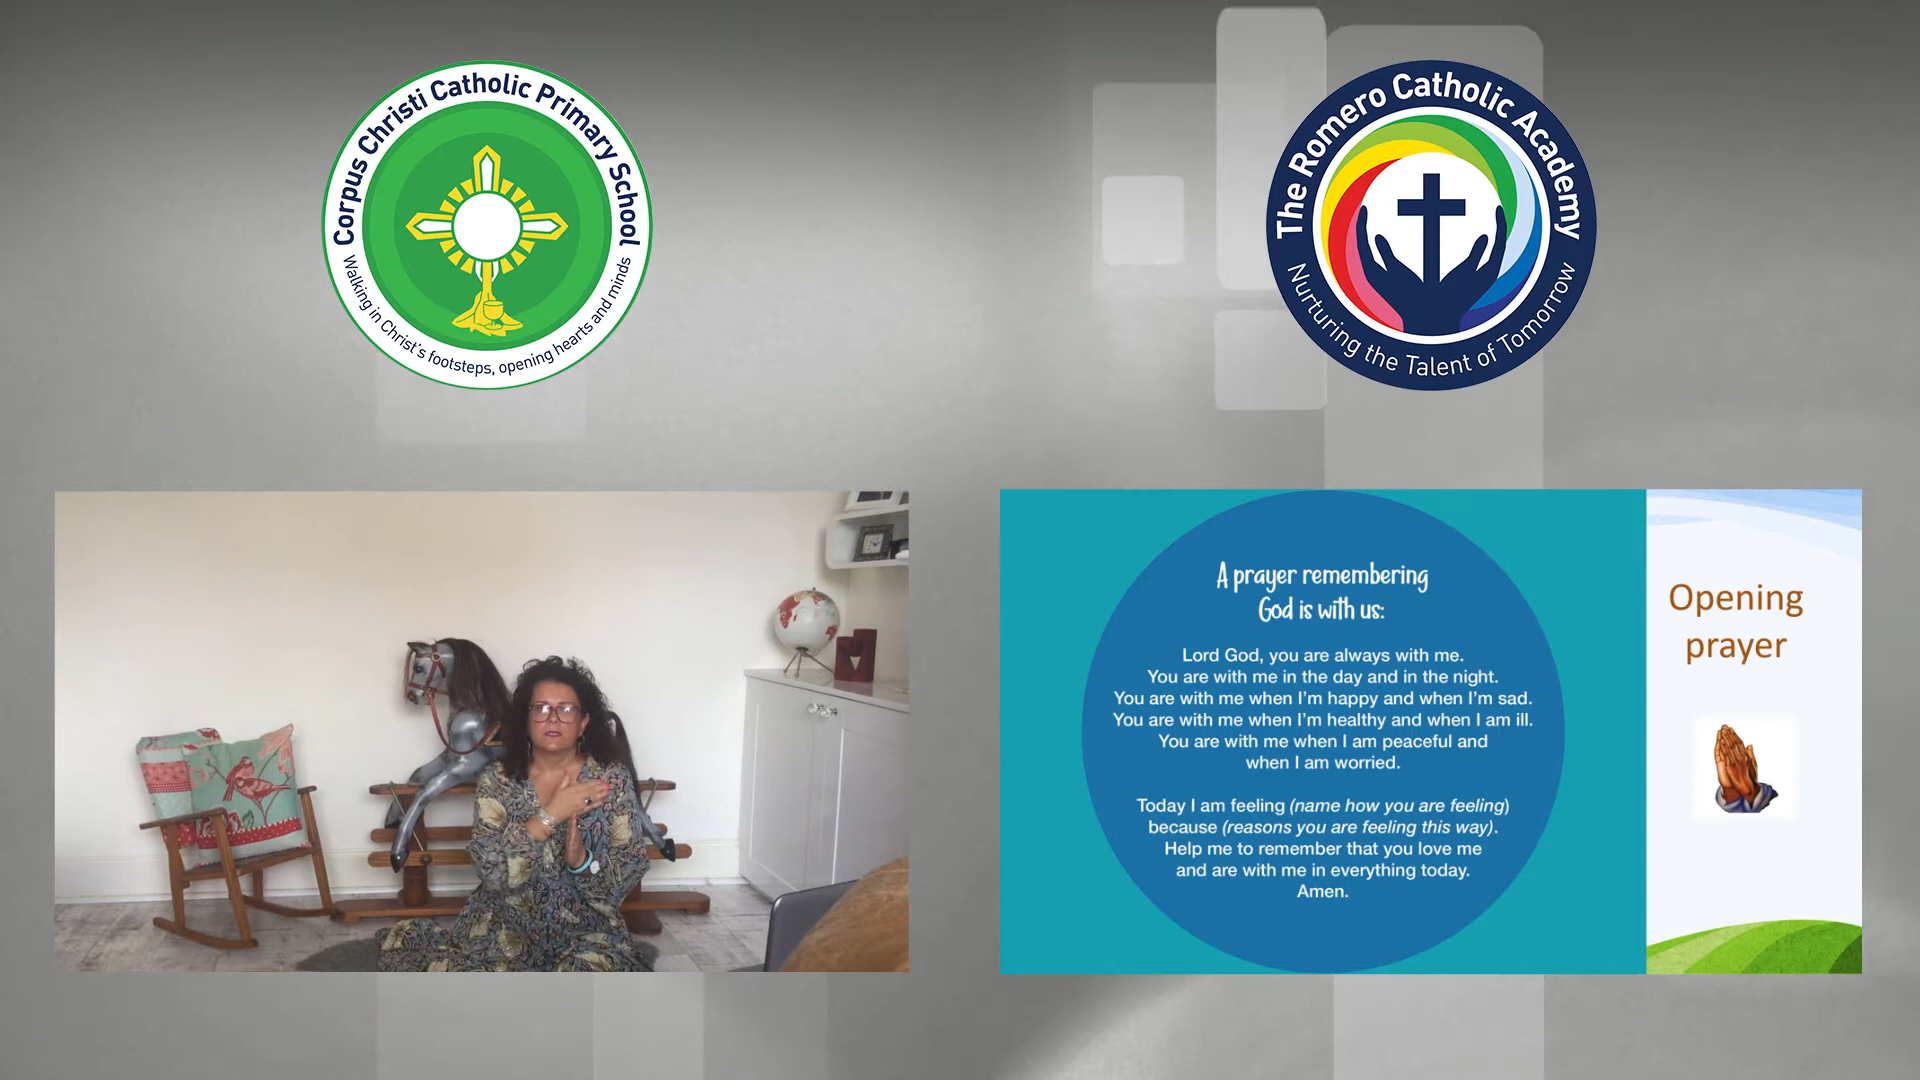 Corpus Christi Catholic Primary School
Walking in Christ's footsteps, opening hearts and minds
The Romero Catholic Academy
Nurturing the Talent of Tomorrow
A prayer remembering
God is with us:
Lord God, you are always with me.
You are with me in the day and in the night.
You are with me when I'm happy and when I'm sad.
You are with me when I'm healthy and when I am ill.
You are with me when I am peaceful and
when I am worried.
Today I am feeling (name how you are feeling)
because (reasons you are feeling this way).
Help me to remember that you love me
and are with me in everything today.
Amen.
Opening
prayer